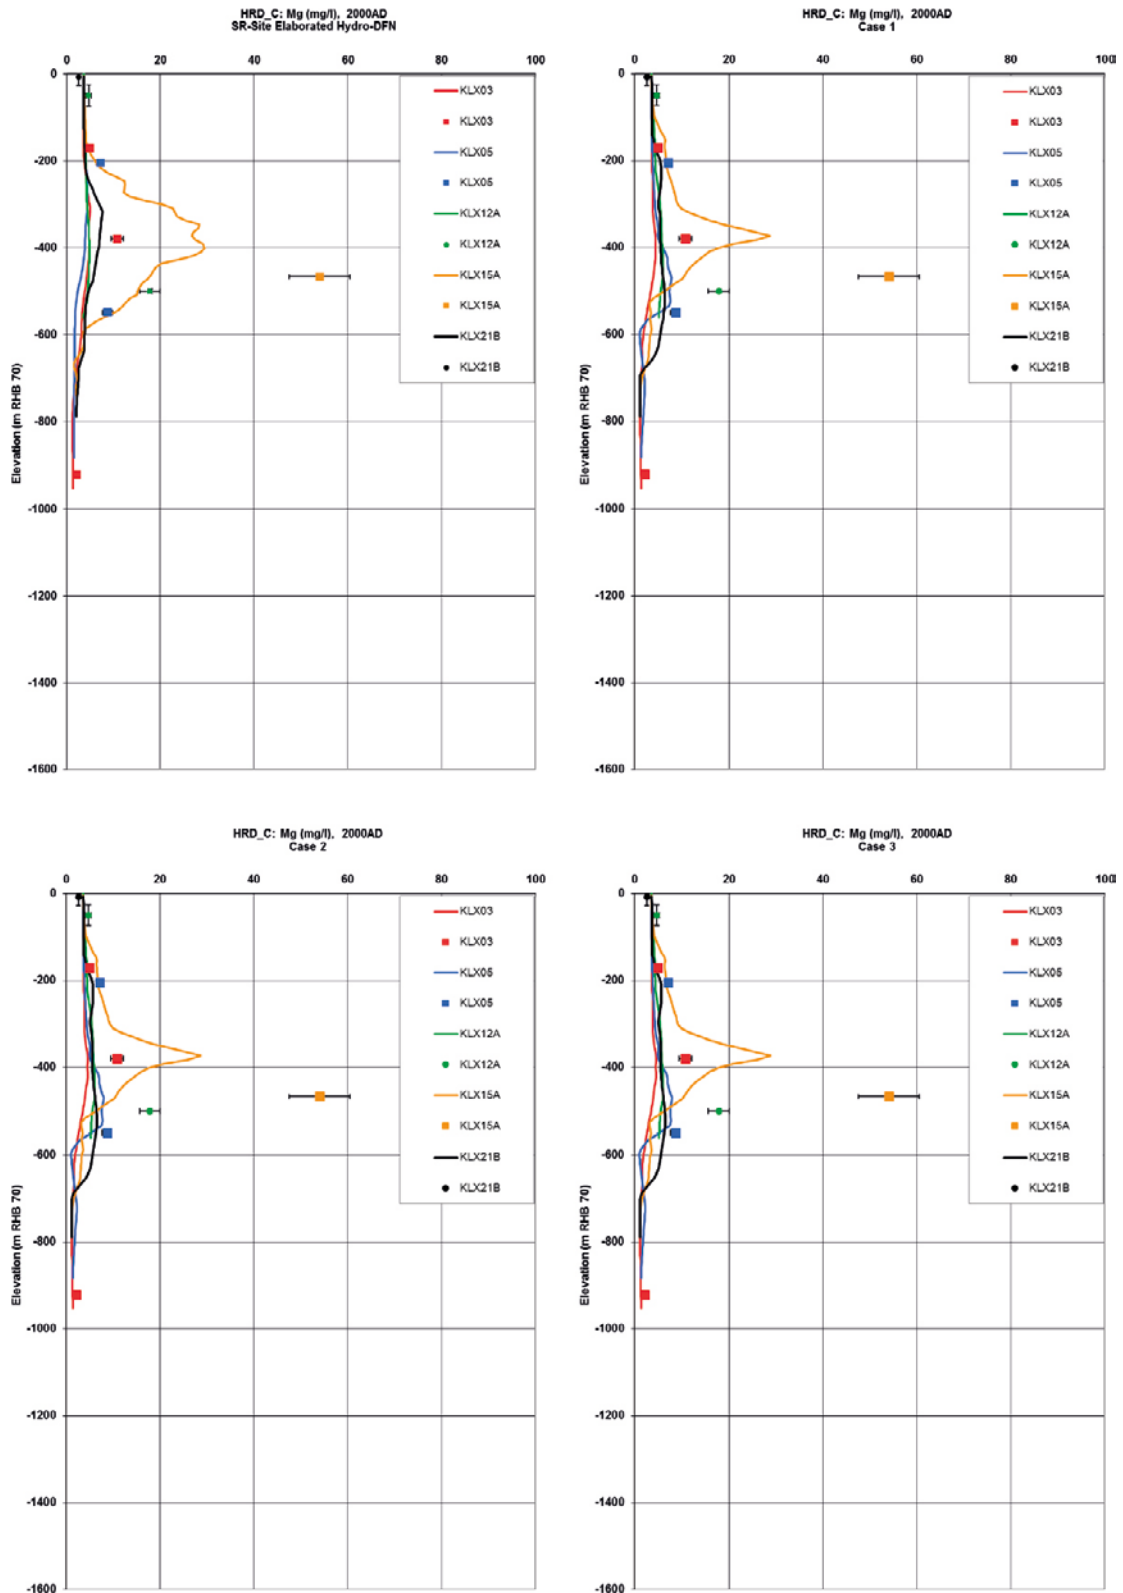 HRD_C: Mg (mg/l), 2000AD
SR-Site Elaborated Hydro-DFN
0 20 40 60 80 100
0
-200
-400
-600
-800
-1000
-1200
-1400
-1600
Elevation (m RHB 70)
KLX03
KLX03
KLX05
KLX05
KLX12A
KLX12A
KLX15A
KLX15A
KLX21B
KLX21B
HRD_C: Mg (mg/l), 2000AD
Case 1
0 20 40 60 80 100
0
-200
-400
-600
-800
-1000
-1200
-1400
-1600
Elevation (m RHB 70)
KLX03
KLX03
KLX05
KLX05
KLX12A
KLX12A
KLX15A
KLX15A
KLX21B
KLX21B
HRD_C: Mg (mg/l), 2000AD
Case 2
0 20 40 60 80 100
0
-200
-400
-600
-800
-1000
-1200
-1400
-1600
Elevation (m RHB 70)
KLX03
KLX03
KLX05
KLX05
KLX12A
KLX12A
KLX15A
KLX15A
KLX21B
KLX21B
HRD_C: Mg (mg/l), 2000AD
Case 3
0 20 40 60 80 100
0
-200
-400
-600
-800
-1000
-1200
-1400
-1600
Elevation (m RHB 70)
KLX03
KLX03
KLX05
KLX05
KLX12A
KLX12A
KLX15A
KLX15A
KLX21B
KLX21B